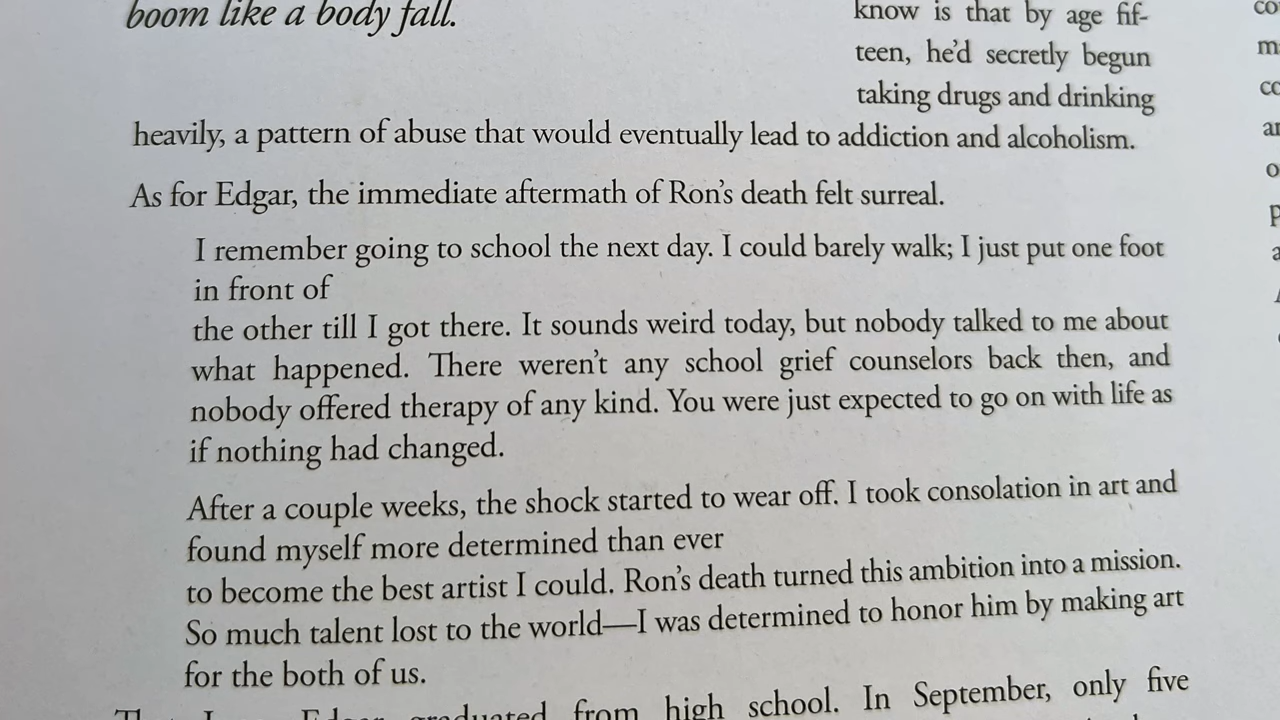 boom like a body fall.
know is that by age fif-
teen, he'd secretly begun
taking drugs and drinking
heavily, a pattern of abuse that would eventually lead to addiction and alcoholism.
As for Edgar, the immediate aftermath of Ron's death felt surreal.
I remember going to school the next day. I could barely walk; I just put one foot
in front of
the other till I got there. It sounds weird today, but nobody talked to me about
what happened. There weren't any school grief counselors back then, and
nobody offered therapy of any kind. You were just expected to go on with life as
if nothing had changed.
After a couple weeks, the shock started to wear off. I took consolation in art and
found myself more determined than ever
to become the best artist I could. Ron's death turned this ambition into a mission.
So much talent lost to the world—I was determined to honor him by making art
for the both of us.
Edgar graduated from high school. In September, only five